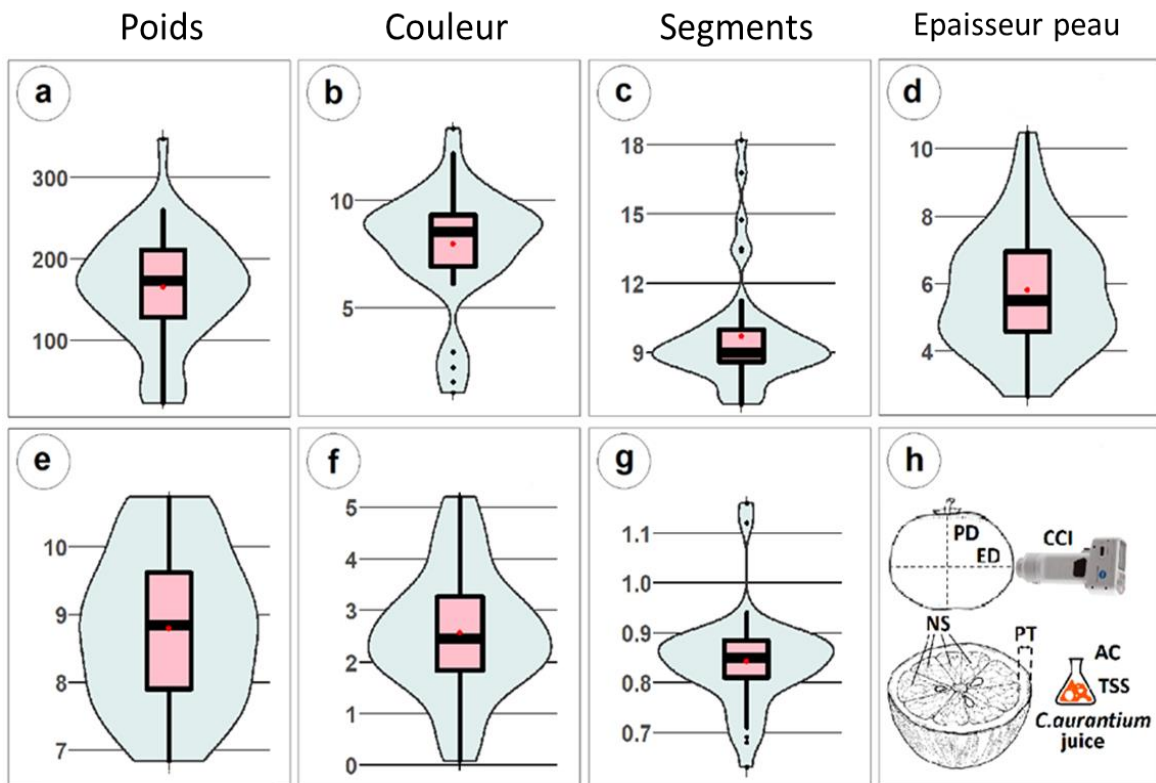 Poids
Couleur
Segments
Epaisseur peau
a
300
200
100
b
10
5
c
18
15
12
9
d
10
8
6
4
e
10
9
8
7
f
5
4
3
2
1
0
g
1.1
1.0
0.9
0.8
0.7
h
PD
ED
CCI
NS
PT
AC
TSS
C.aurantium
juice